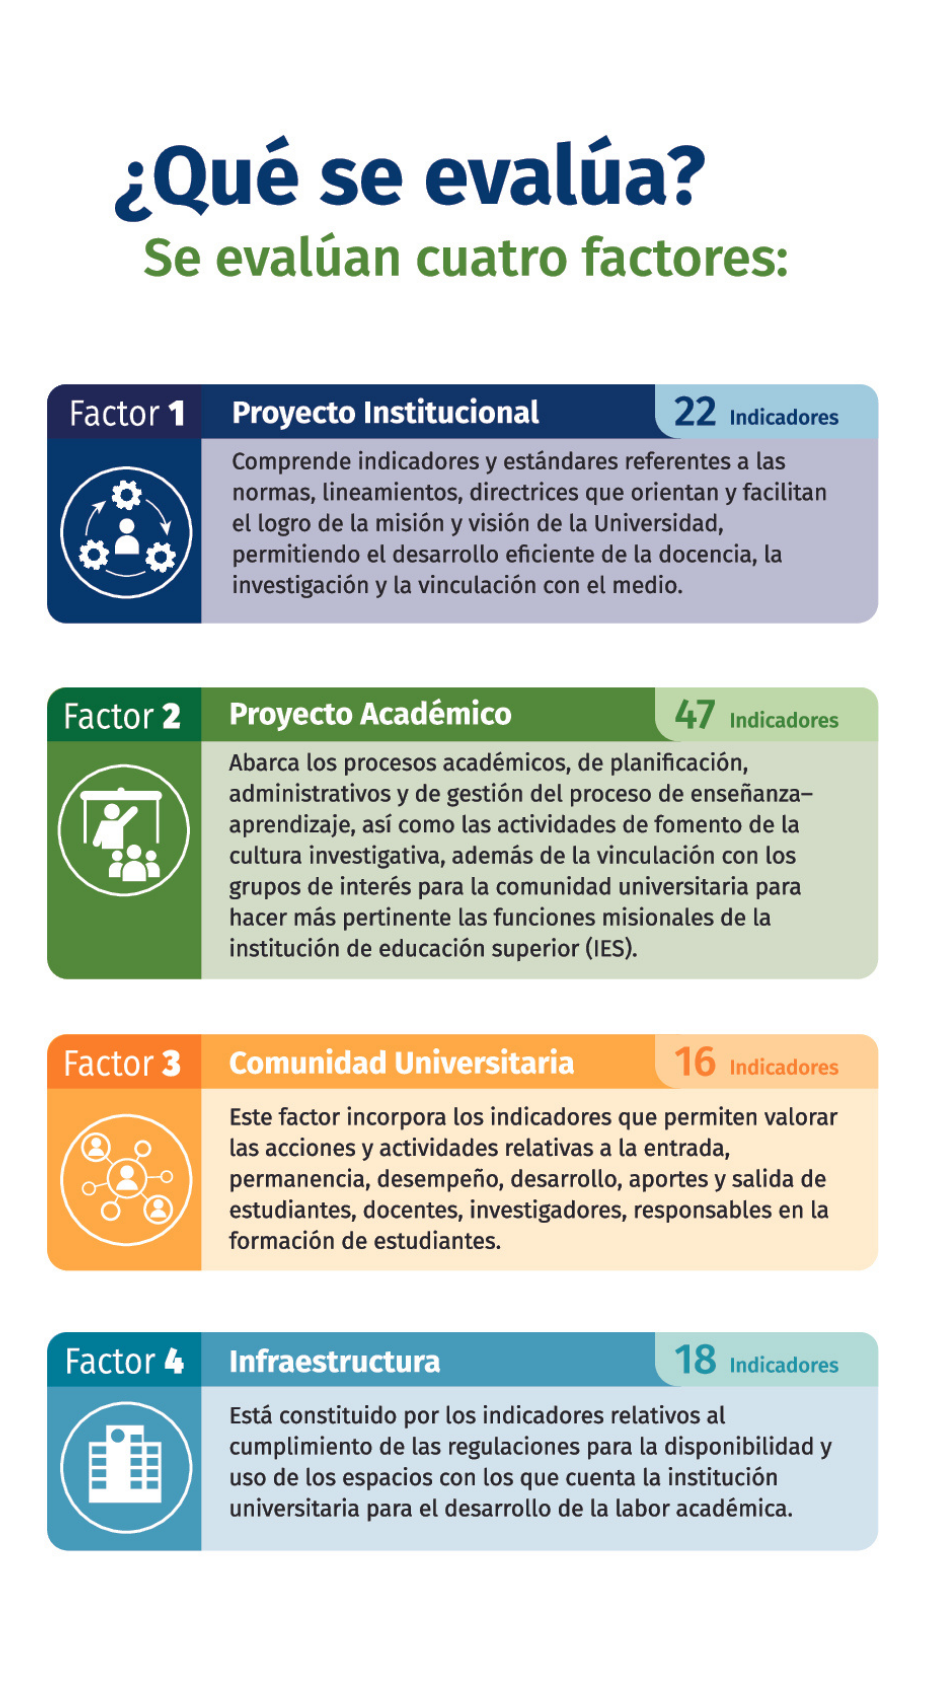 ¿Qué se evalúa?
Se evalúan cuatro factores:
Factor 1
Proyecto Institucional
22 Indicadores
Comprende indicadores y estándares referentes a las
normas, lineamientos, directrices que orientan y facilitan
el logro de la misión y visión de la Universidad,
permitiendo el desarrollo eficiente de la docencia, la
investigación y la vinculación con el medio.
Factor 2
Proyecto Académico
47 Indicadores
Abarca los procesos académicos, de planificación,
administrativos y de gestión del proceso de enseñanza–
aprendizaje, así como las actividades de fomento de la
cultura investigativa, además de la vinculación con los
grupos de interés para la comunidad universitaria para
hacer más pertinente las funciones misionales de la
institución de educación superior (IES).
Factor 3
Comunidad Universitaria
16 Indicadores
Este factor incorpora los indicadores que permiten valorar
las acciones y actividades relativas a la entrada,
permanencia, desempeño, desarrollo, aportes y salida de
estudiantes, docentes, investigadores, responsables en la
formación de estudiantes.
Factor 4
Infraestructura
18 Indicadores
Está constituido por los indicadores relativos al
cumplimiento de las regulaciones para la disponibilidad y
uso de los espacios con los que cuenta la institución
universitaria para el desarrollo de la labor académica.